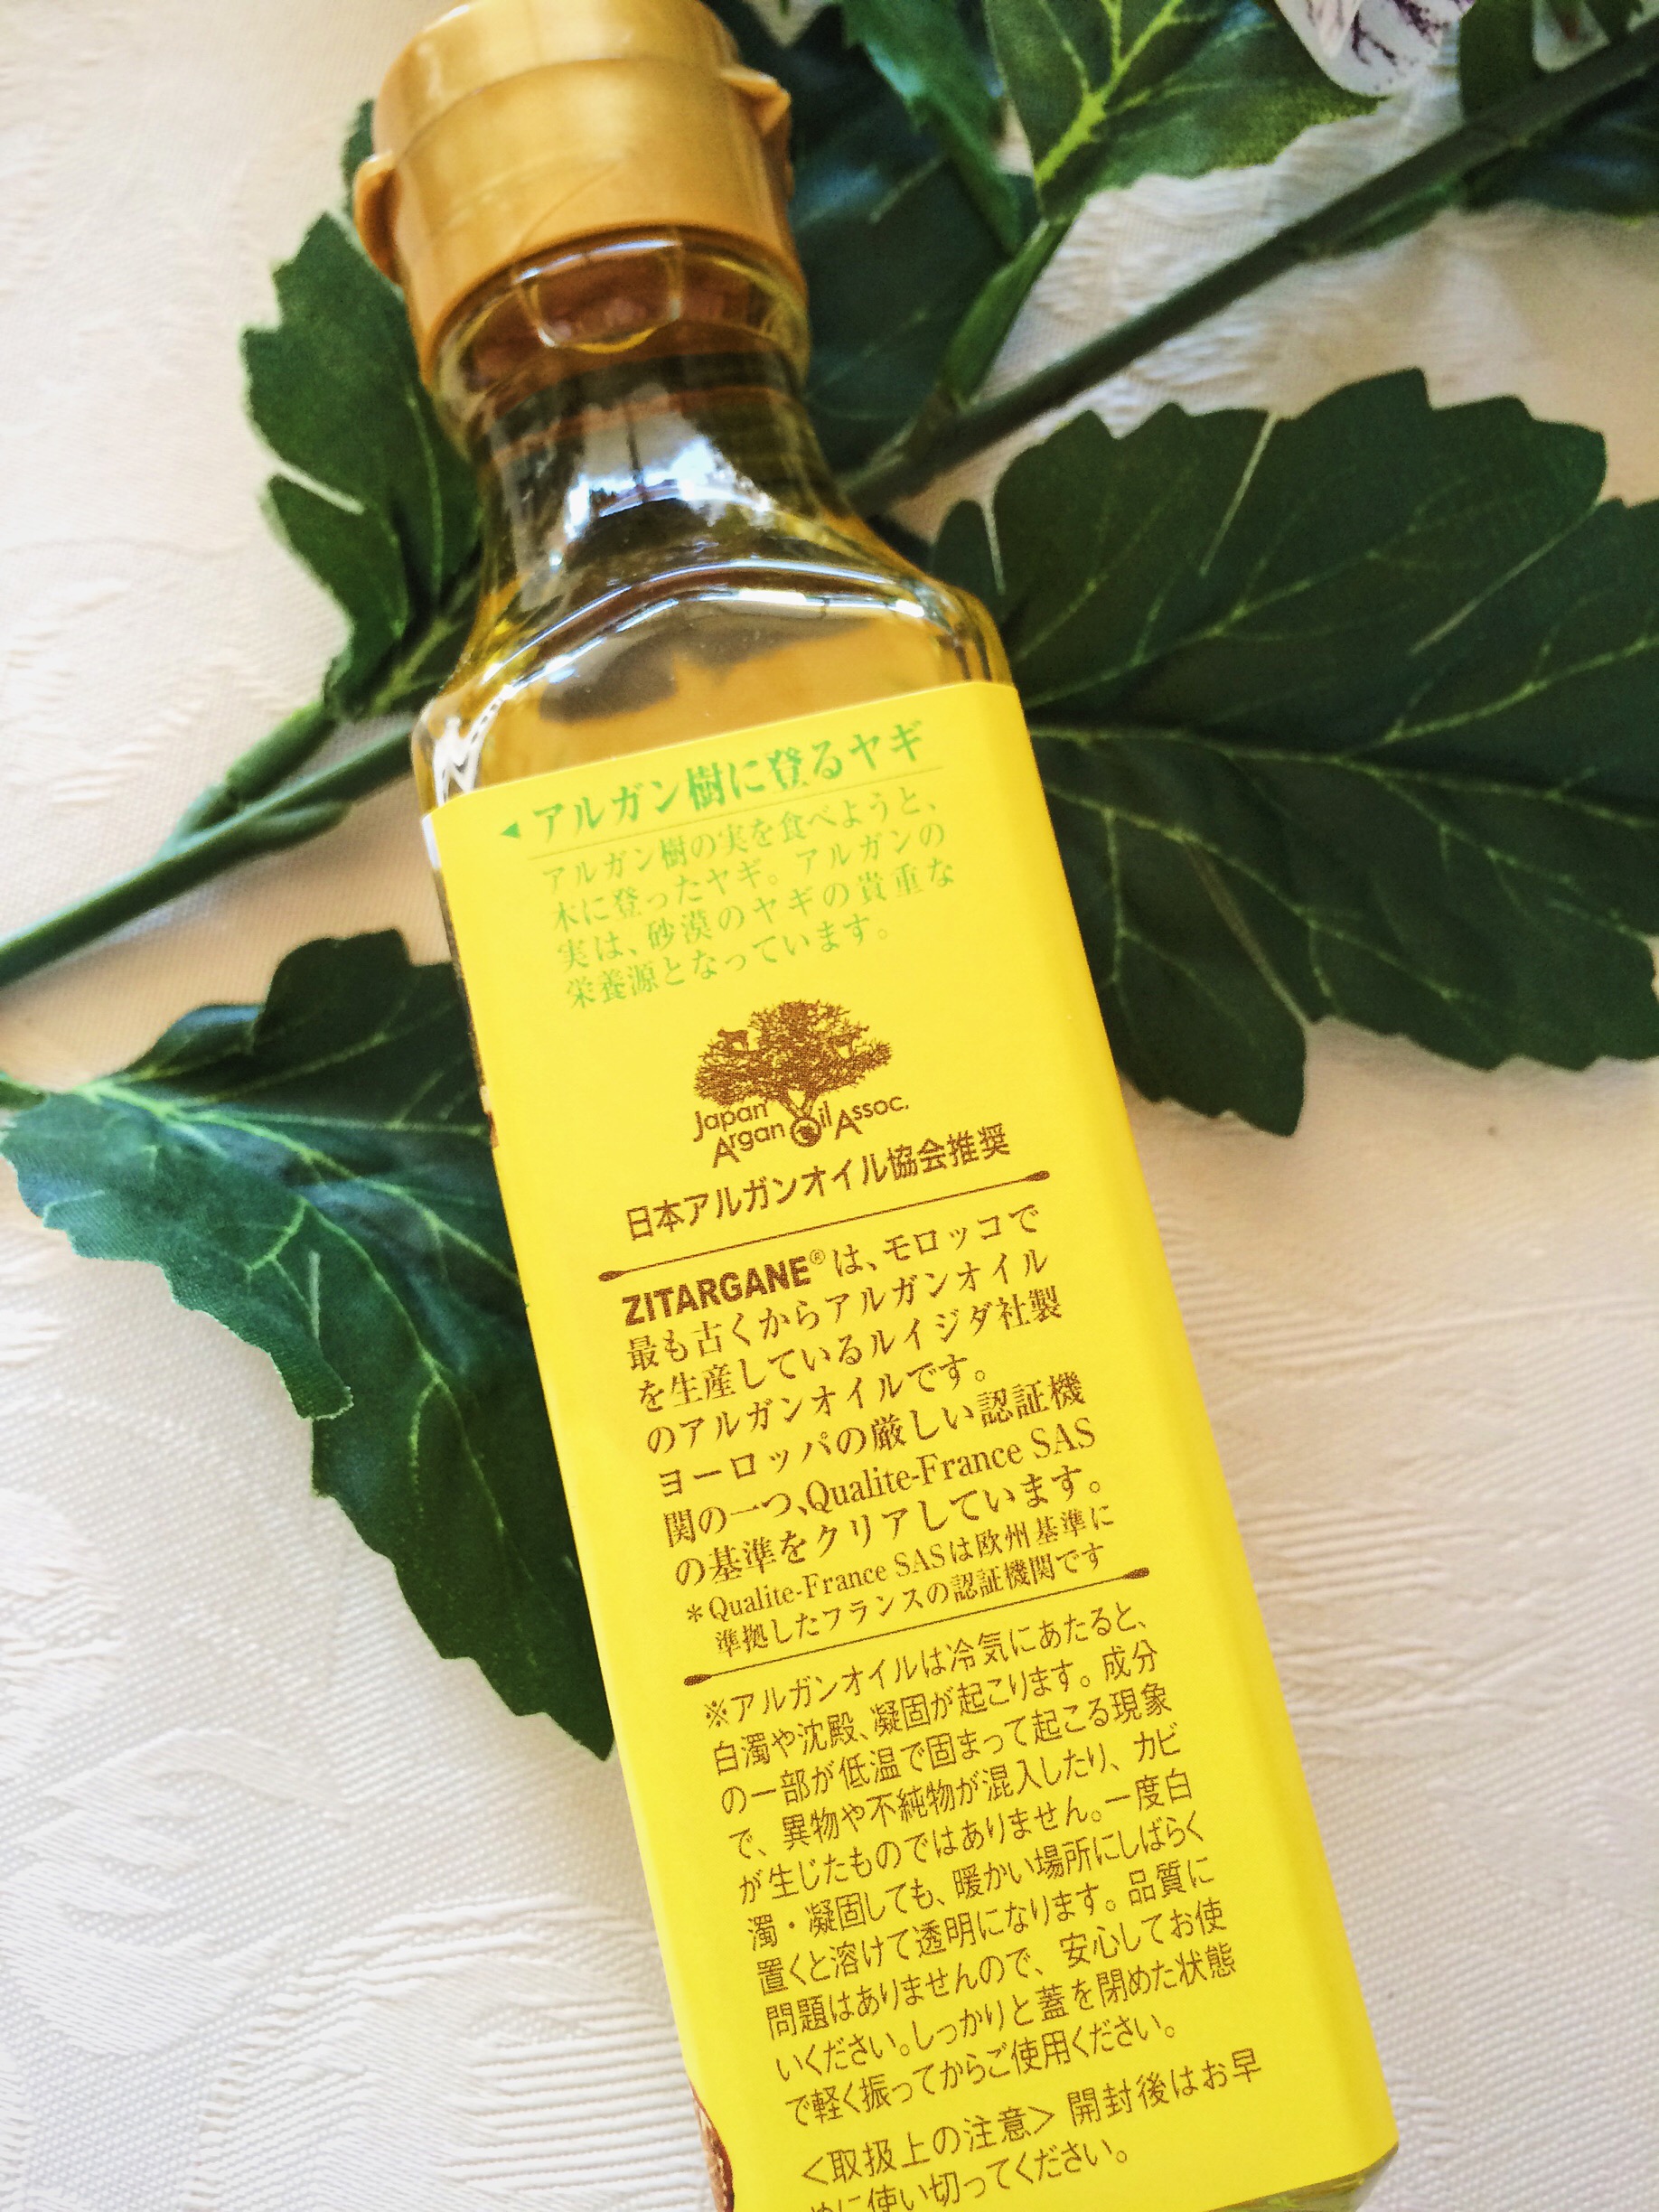 ◀アルガン樹に登るヤギ
アルガン樹の実を食べようと、
木に登ったヤギ。アルガンの
実は、砂漠のヤギの貴重な
栄養源となっています。
Japan
Argan Oil Assoc.
日本アルガンオイル協会推奨
ZITARGANE®は、モロッコで
最も古くからアルガンオイル
を生産しているルイジダ社製
のアルガンオイルです。
ヨーロッパの厳しい認証機
関の一つ、Qualite-France SAS
の基準をクリアしています。
＊Qualite-France SASは欧州基準に
準拠したフランスの認証機関です
※アルガンオイルは冷気にあたると、
白濁や沈殿、凝固が起こります。成分
の一部が低温で固まって起こる現象
で、異物や不純物が混入したり、カビ
が生じたものではありません。一度白
濁・凝固しても、暖かい場所にしばらく
置くと溶けて透明になります。品質に
問題はありませんので、安心してお使
いください。しっかりと蓋を閉めた状態
で軽く振ってからご使用ください。
＜取扱上の注意＞開封後はお早
めに使い切ってください。